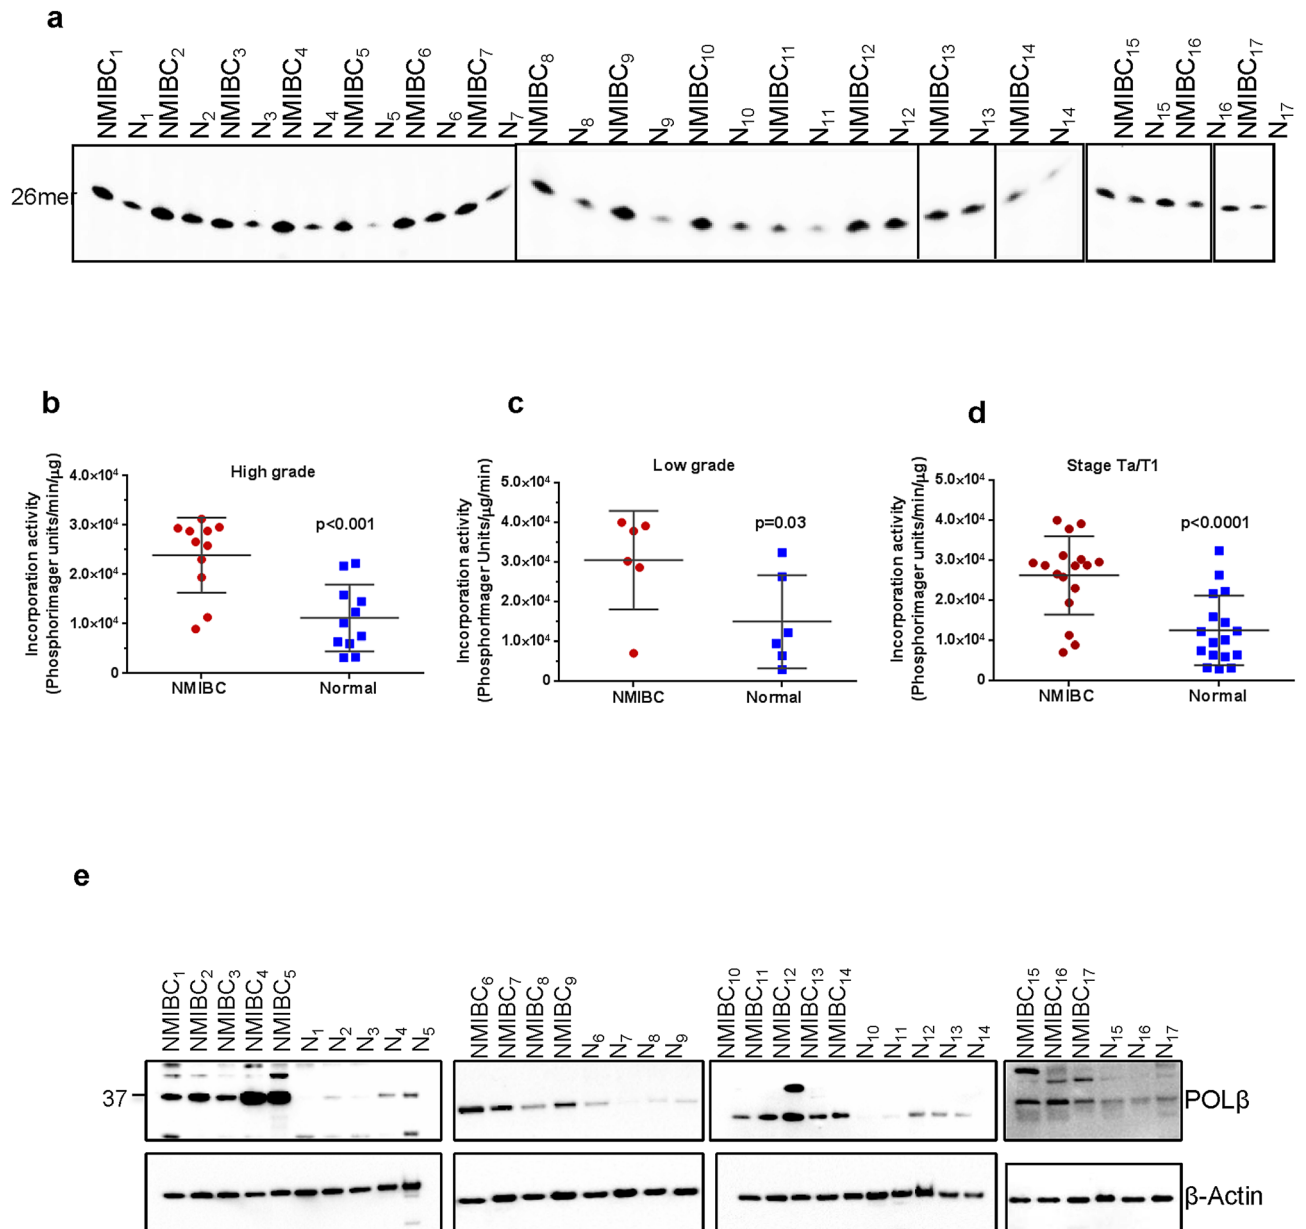 a
NMIBC1 N1 NMIBC2 N2 NMIBC3 N3 NMIBC4 N4 NMIBC5 N5 NMIBC6 N6 NMIBC7 N7 NMIBC8 N8 NMIBC9 N9 NMIBC10 N10 NMIBC11 N11 NMIBC12 N12 NMIBC13 N13 NMIBC14 N14 NMIBC15 N15 NMIBC16 N16 NMIBC17 N17
26mer
b
High grade
Incorporation activity
(Phosphorimager units/min/µg)
4.0×10⁴
3.0×10⁴
2.0×10⁴
1.0×10⁴
0
p<0.001
NMIBC Normal
c
Low grade
Incorporation activity
(PhosphorImager Units/µg/min)
5.0×10⁴
4.0×10⁴
3.0×10⁴
2.0×10⁴
1.0×10⁴
0
p=0.03
NMIBC Normal
d
Stage Ta/T1
Incorporation activity
(Phosphorimager units/min/µg)
5.0×10⁴
4.0×10⁴
3.0×10⁴
2.0×10⁴
1.0×10⁴
0
p<0.0001
NMIBC Normal
e
NMIBC1 NMIBC2 NMIBC3 NMIBC4 NMIBC5 N1 N2 N3 N4 N5
NMIBC6 NMIBC7 NMIBC8 NMIBC9 N6 N7 N8 N9
NMIBC10 NMIBC11 NMIBC12 NMIBC13 NMIBC14 N10 N11 N12 N13 N14
NMIBC15 NMIBC16 NMIBC17 N15 N16 N17
37
POLβ
β-Actin